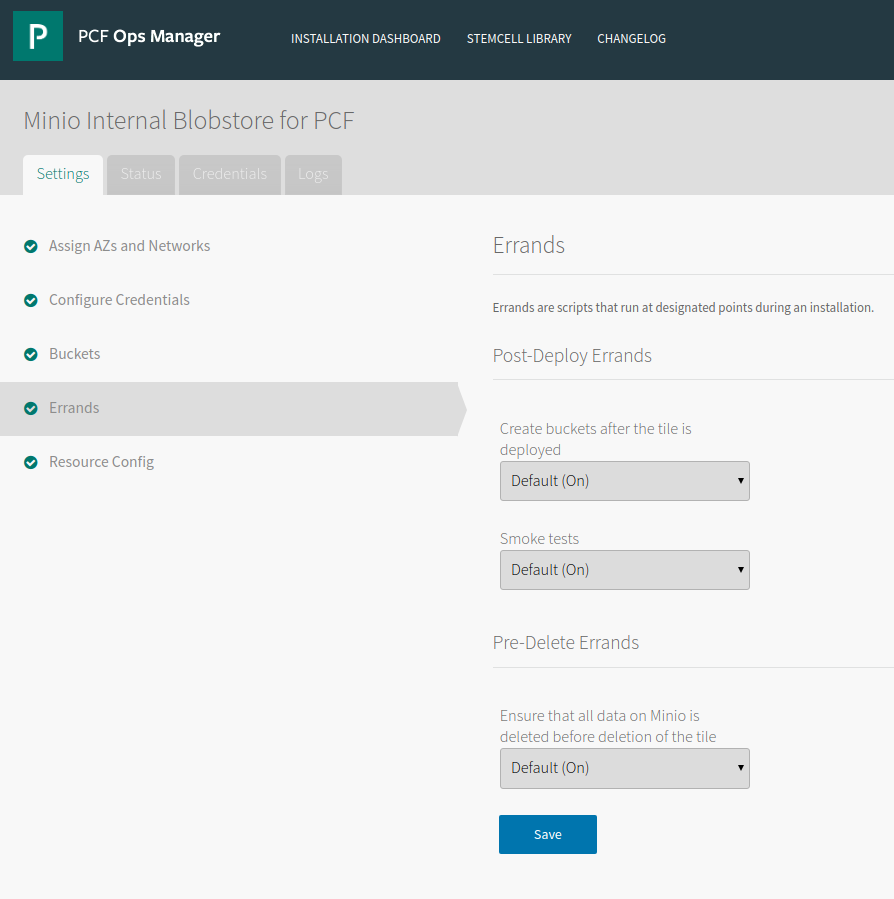 P PCF Ops Manager INSTALLATION DASHBOARD STEMCELL LIBRARY CHANGELOG
Minio Internal Blobstore for PCF
Settings Status Credentials Logs
Assign AZs and Networks
Configure Credentials
Buckets
Errands
Resource Config
Errands
Errands are scripts that run at designated points during an installation.
Post-Deploy Errands
Create buckets after the tile is
deployed
Default (On)
Smoke tests
Default (On)
Pre-Delete Errands
Ensure that all data on Minio is
deleted before deletion of the tile
Default (On)
Save